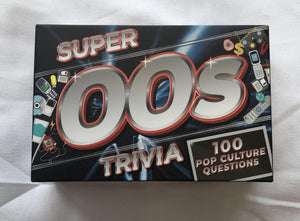 SUPER
00s
TRIVIA
100
POP CULTURE
QUESTIONS